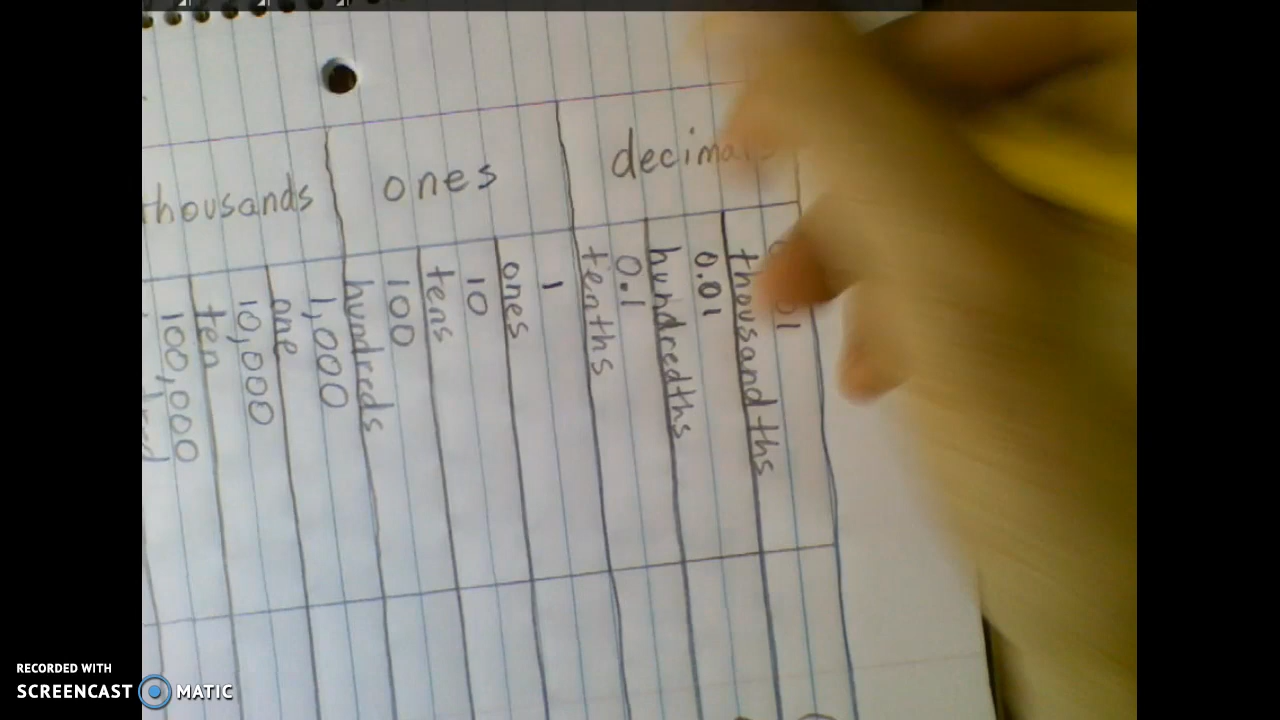 thousands
ones
decimals
ten
100,000
one
10,000
hundreds
1,000
tens
100
ones
10
tenths
1
hundredths
0.1
thousandths
0.01
RECORDED WITH
SCREENCAST MATIC